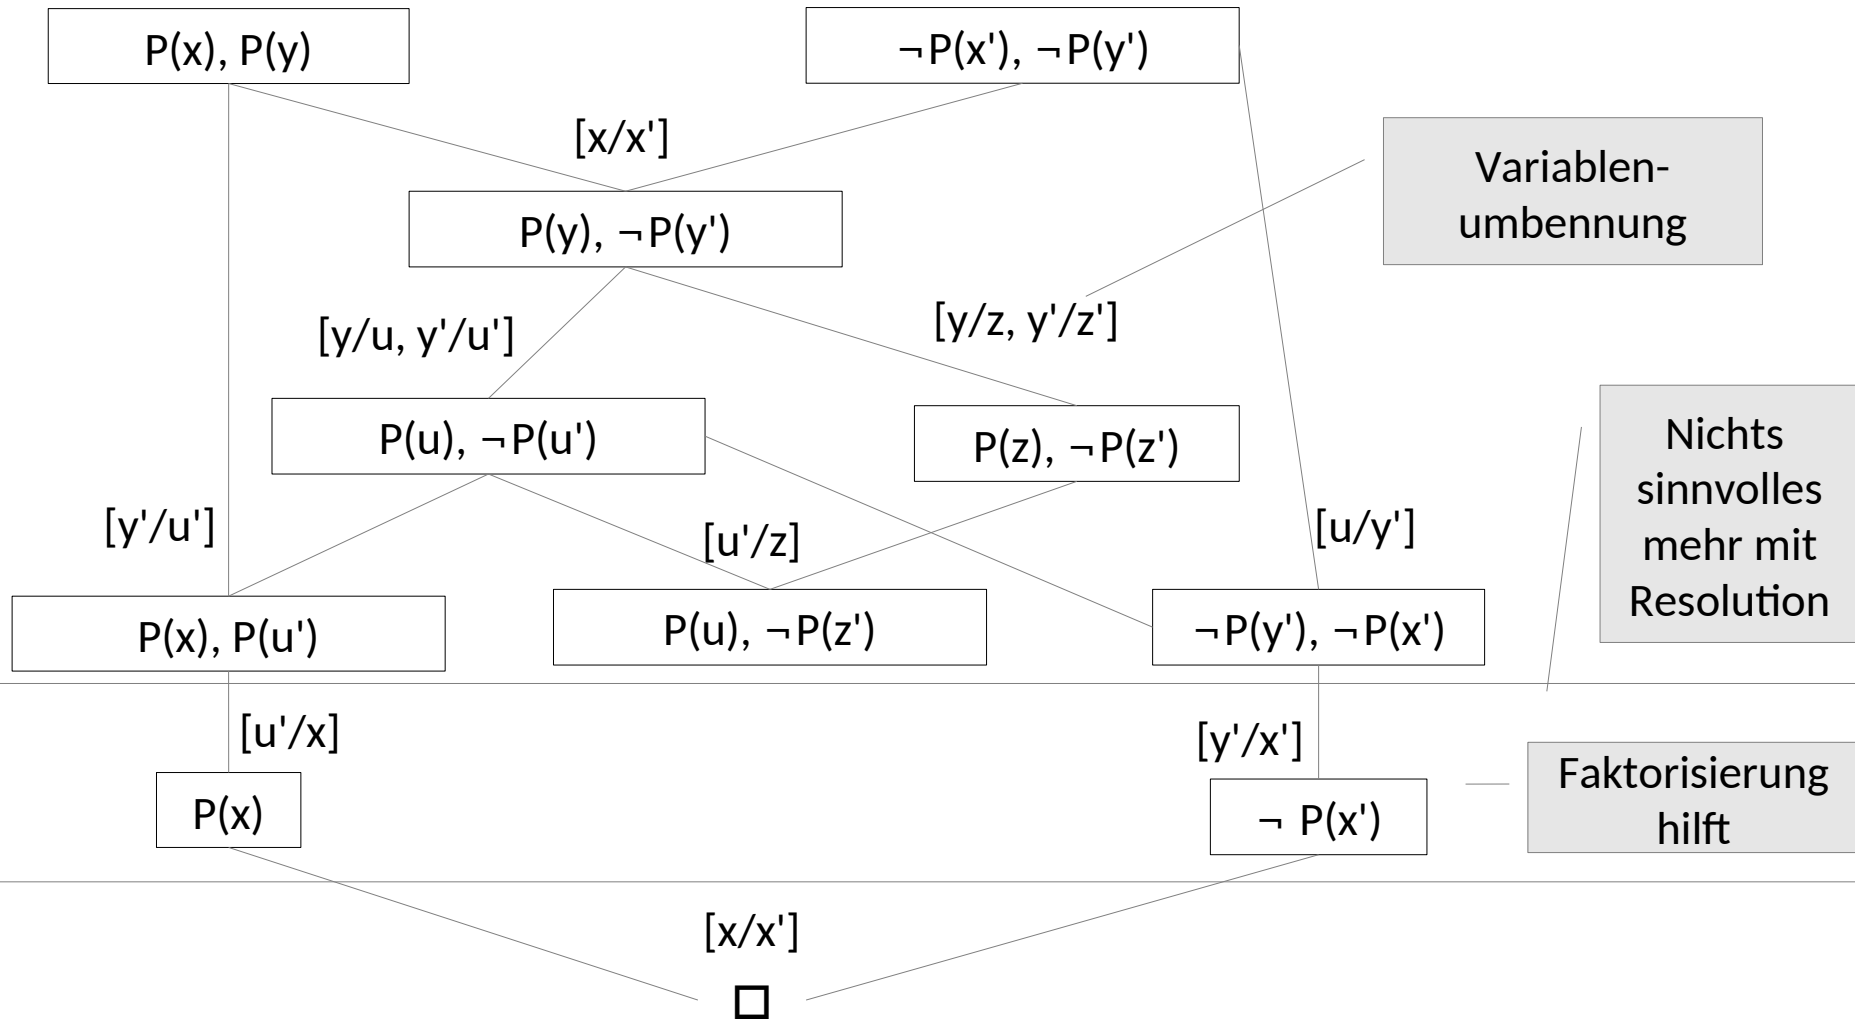 P(x), P(y)
¬P(x'), ¬P(y')
[x/x']
Variablen-
umbennung
P(y), ¬P(y')
[y/u, y'/u']
[y/z, y'/z']
P(u), ¬P(u')
P(z), ¬P(z')
Nichts
sinnvolles
mehr mit
Resolution
[y'/u']
[u'/z]
[u/y']
P(x), P(u')
P(u), ¬P(z')
¬P(y'), ¬P(x')
[u'/x]
[y'/x']
Faktorisierung
hilft
P(x)
¬ P(x')
[x/x']
□